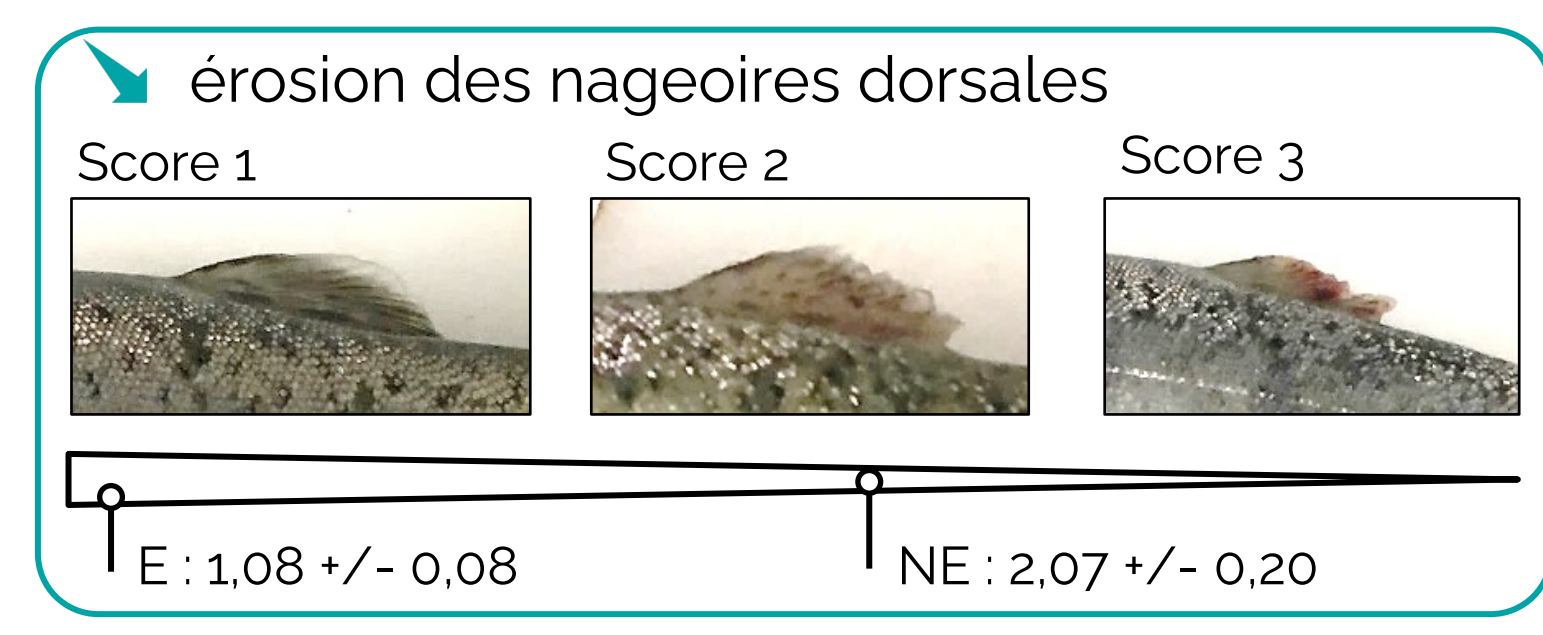 érosion des nageoires dorsales
Score 1
Score 2
Score 3
E : 1,08 +/- 0,08
NE : 2,07 +/- 0,20